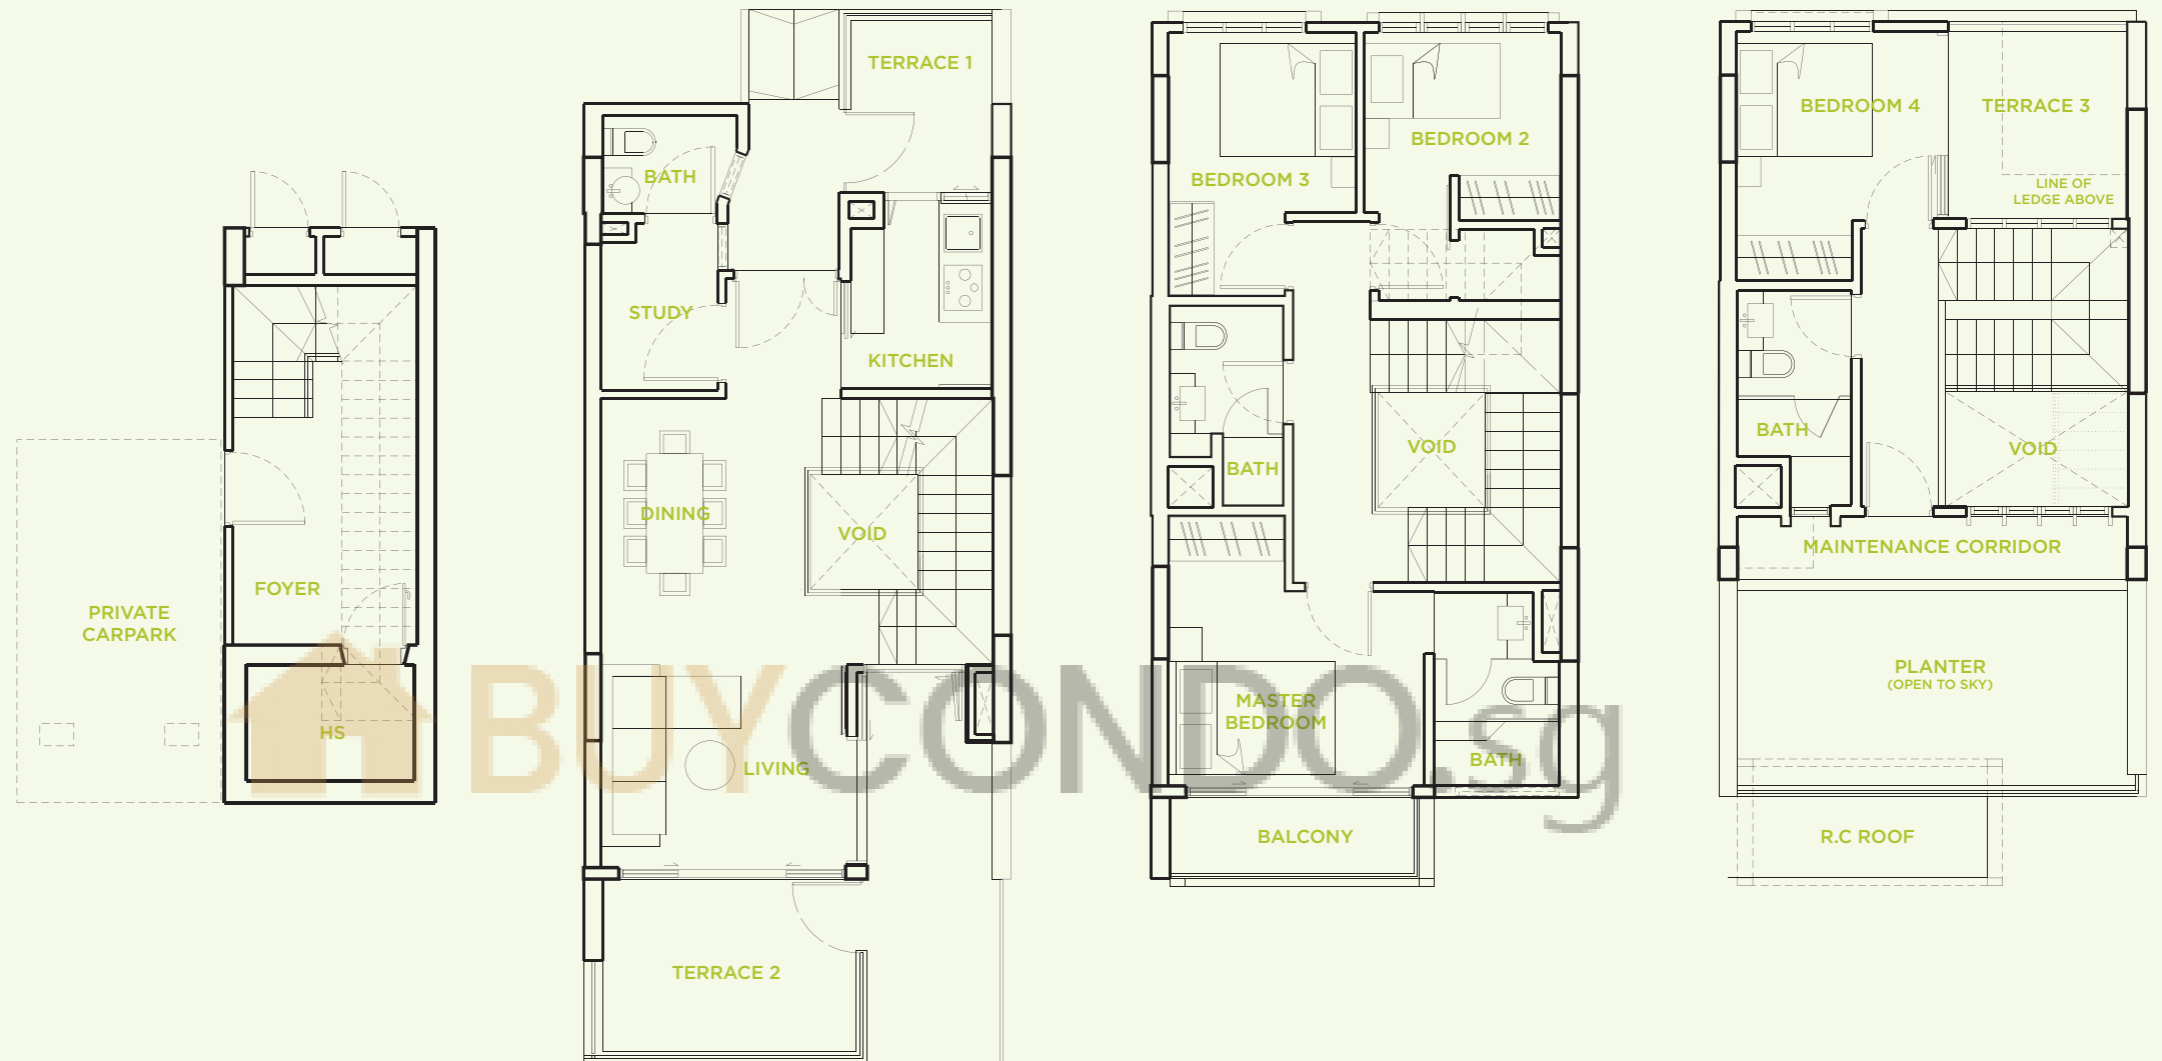 PRIVATE
CARPARK
FOYER
HS
TERRACE 1
BATH
STUDY
KITCHEN
DINING
VOID
LIVING
TERRACE 2
BEDROOM 3
BEDROOM 2
BATH
VOID
MASTER
BEDROOM
BATH
BALCONY
BEDROOM 4
TERRACE 3
LINE OF
LEDGE ABOVE
BATH
VOID
MAINTENANCE CORRIDOR
PLANTER
(OPEN TO SKY)
R.C ROOF
BUYCONDO.sg